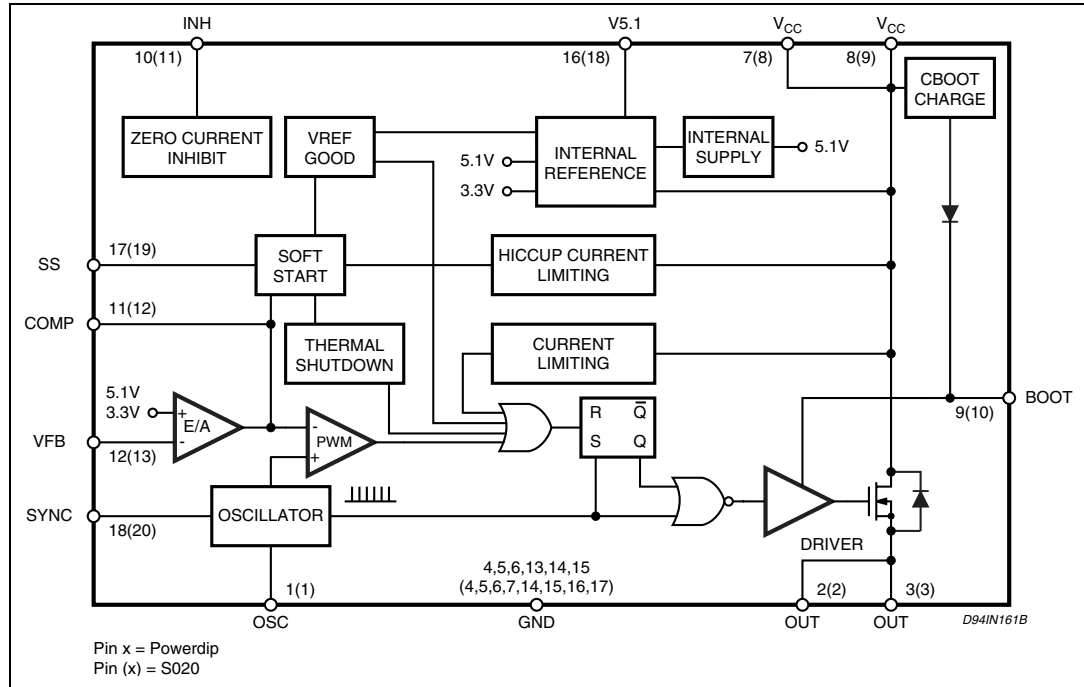 INH
V5.1
VCC
VCC
10(11)
16(18)
7(8)
8(9)
CBOOT
CHARGE
ZERO CURRENT
INHIBIT
VREF
GOOD
5.1V
3.3V
INTERNAL
REFERENCE
INTERNAL
SUPPLY
5.1V
SS
17(19)
SOFT
START
HICCUP CURRENT
LIMITING
COMP
11(12)
THERMAL
SHUTDOWN
CURRENT
LIMITING
5.1V
3.3V
+
E/A
-
VFB
12(13)
-
PWM
+
R Q̅
S Q
BOOT
9(10)
SYNC
18(20)
OSCILLATOR
DRIVER
1(1)
4,5,6,13,14,15
(4,5,6,7,14,15,16,17)
2(2)
3(3)
OSC
GND
OUT
OUT
D94IN161B
Pin x = Powerdip
Pin (x) = S020